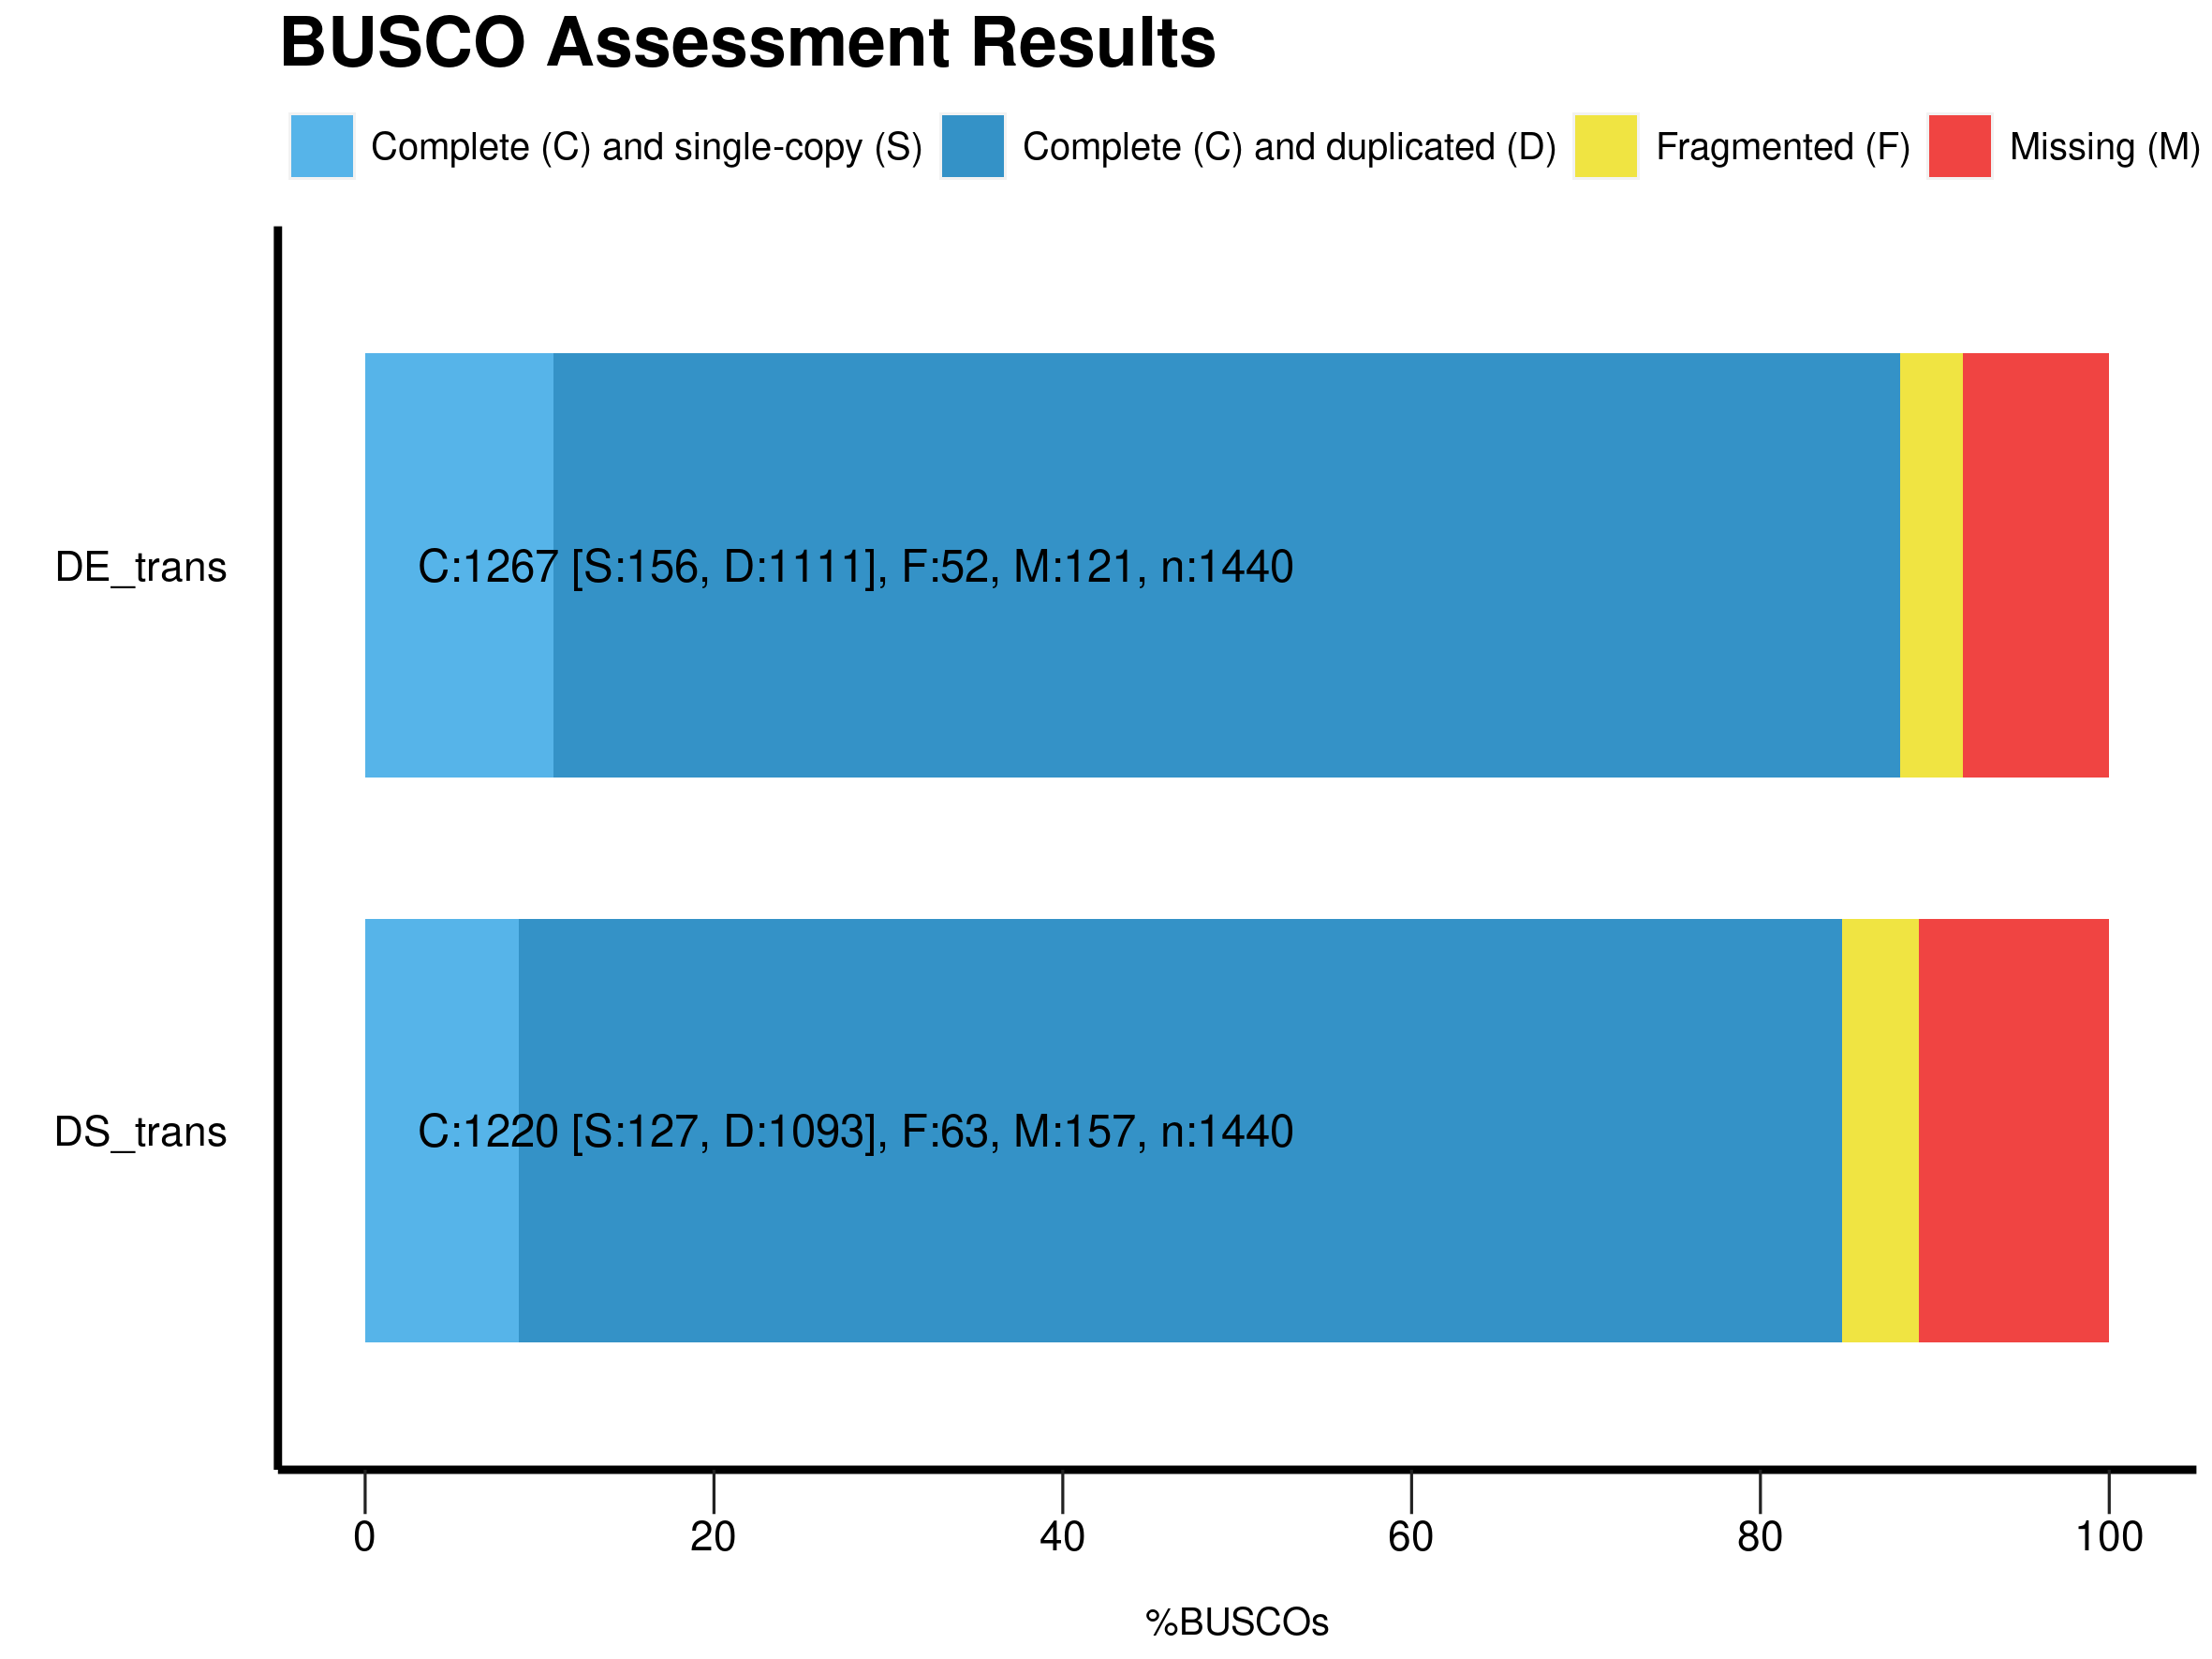 BUSCO Assessment Results
Complete (C) and single-copy (S) Complete (C) and duplicated (D) Fragmented (F) Missing (M)
DE_trans C:1267 [S:156, D:1111], F:52, M:121, n:1440
DS_trans C:1220 [S:127, D:1093], F:63, M:157, n:1440
0 20 40 60 80 100
%BUSCOs